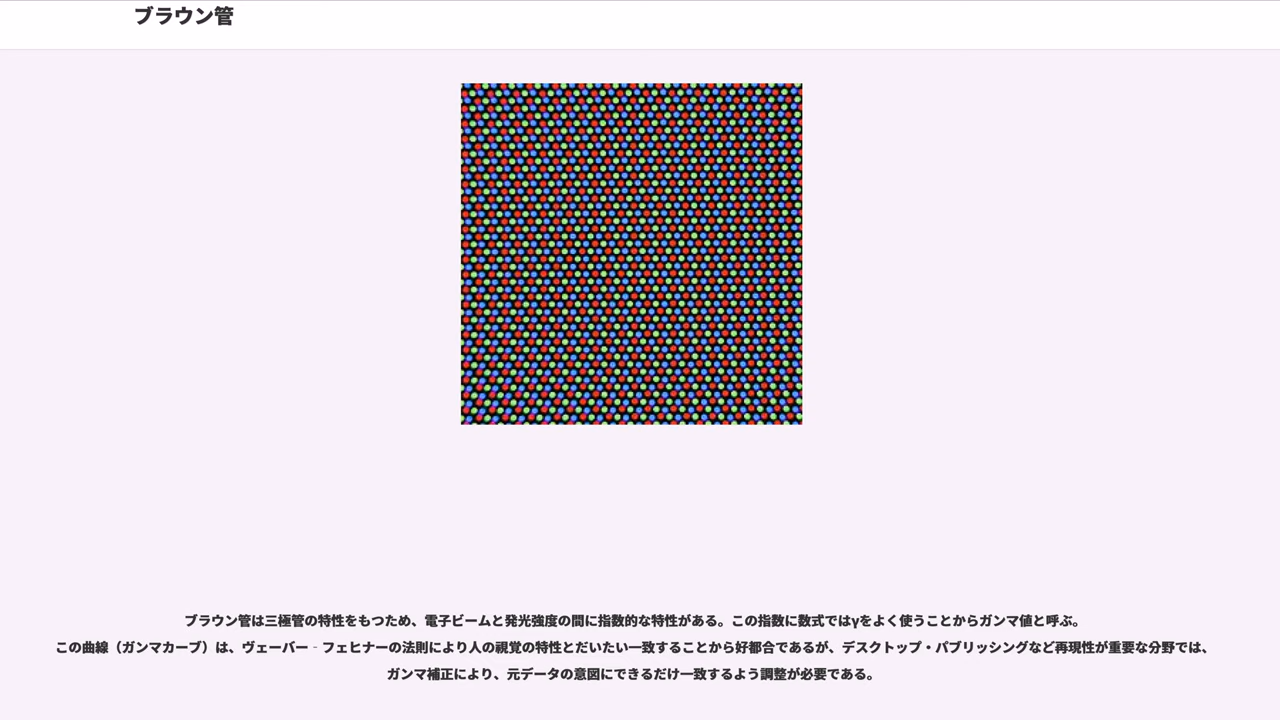 ブラウン管
ブラウン管は三極管の特性をもつため、電子ビームと発光強度の間に指数的な特性がある。この指数に数式ではγをよく使うことからガンマ値と呼ぶ。
この曲線（ガンマカーブ）は、ヴェーバー‐フェヒナーの法則により人の視覚の特性とだいたい一致することから好都合であるが、デスクトップ・パブリッシングなど再現性が重要な分野では、
ガンマ補正により、元データの意図にできるだけ一致するよう調整が必要である。